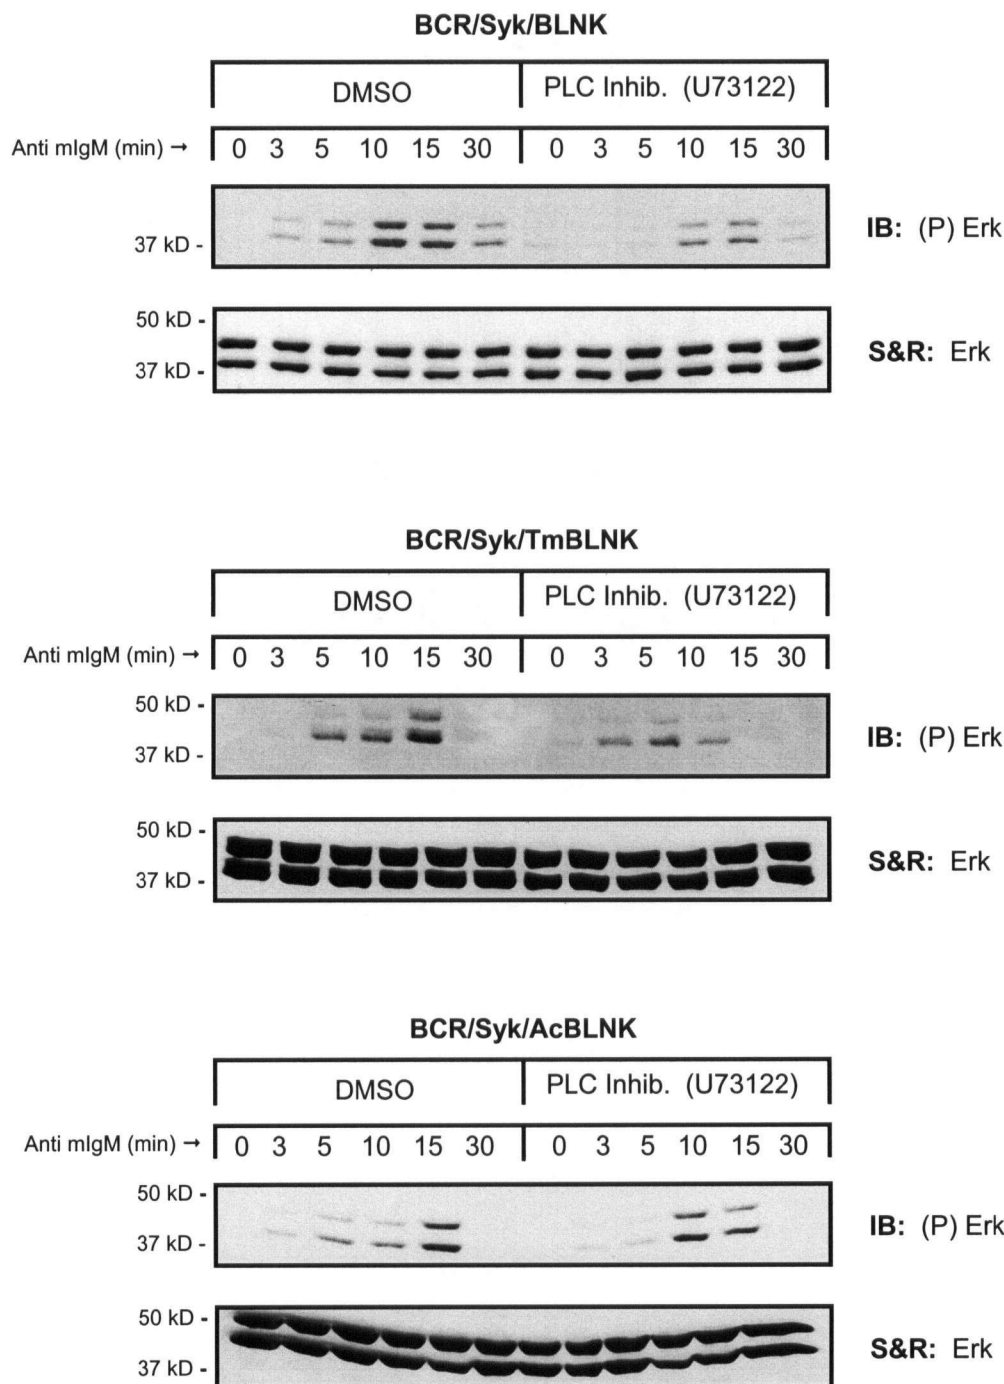 BCR/Syk/BLNK
DMSO PLC Inhib. (U73122)
Anti mIgM (min) → 0 3 5 10 15 30 0 3 5 10 15 30
37 kD - IB: (P) Erk
50 kD -
37 kD - S&R: Erk
BCR/Syk/TmBLNK
DMSO PLC Inhib. (U73122)
Anti mIgM (min) → 0 3 5 10 15 30 0 3 5 10 15 30
50 kD -
37 kD - IB: (P) Erk
50 kD -
37 kD - S&R: Erk
BCR/Syk/AcBLNK
DMSO PLC Inhib. (U73122)
Anti mIgM (min) → 0 3 5 10 15 30 0 3 5 10 15 30
50 kD -
37 kD - IB: (P) Erk
50 kD -
37 kD - S&R: Erk